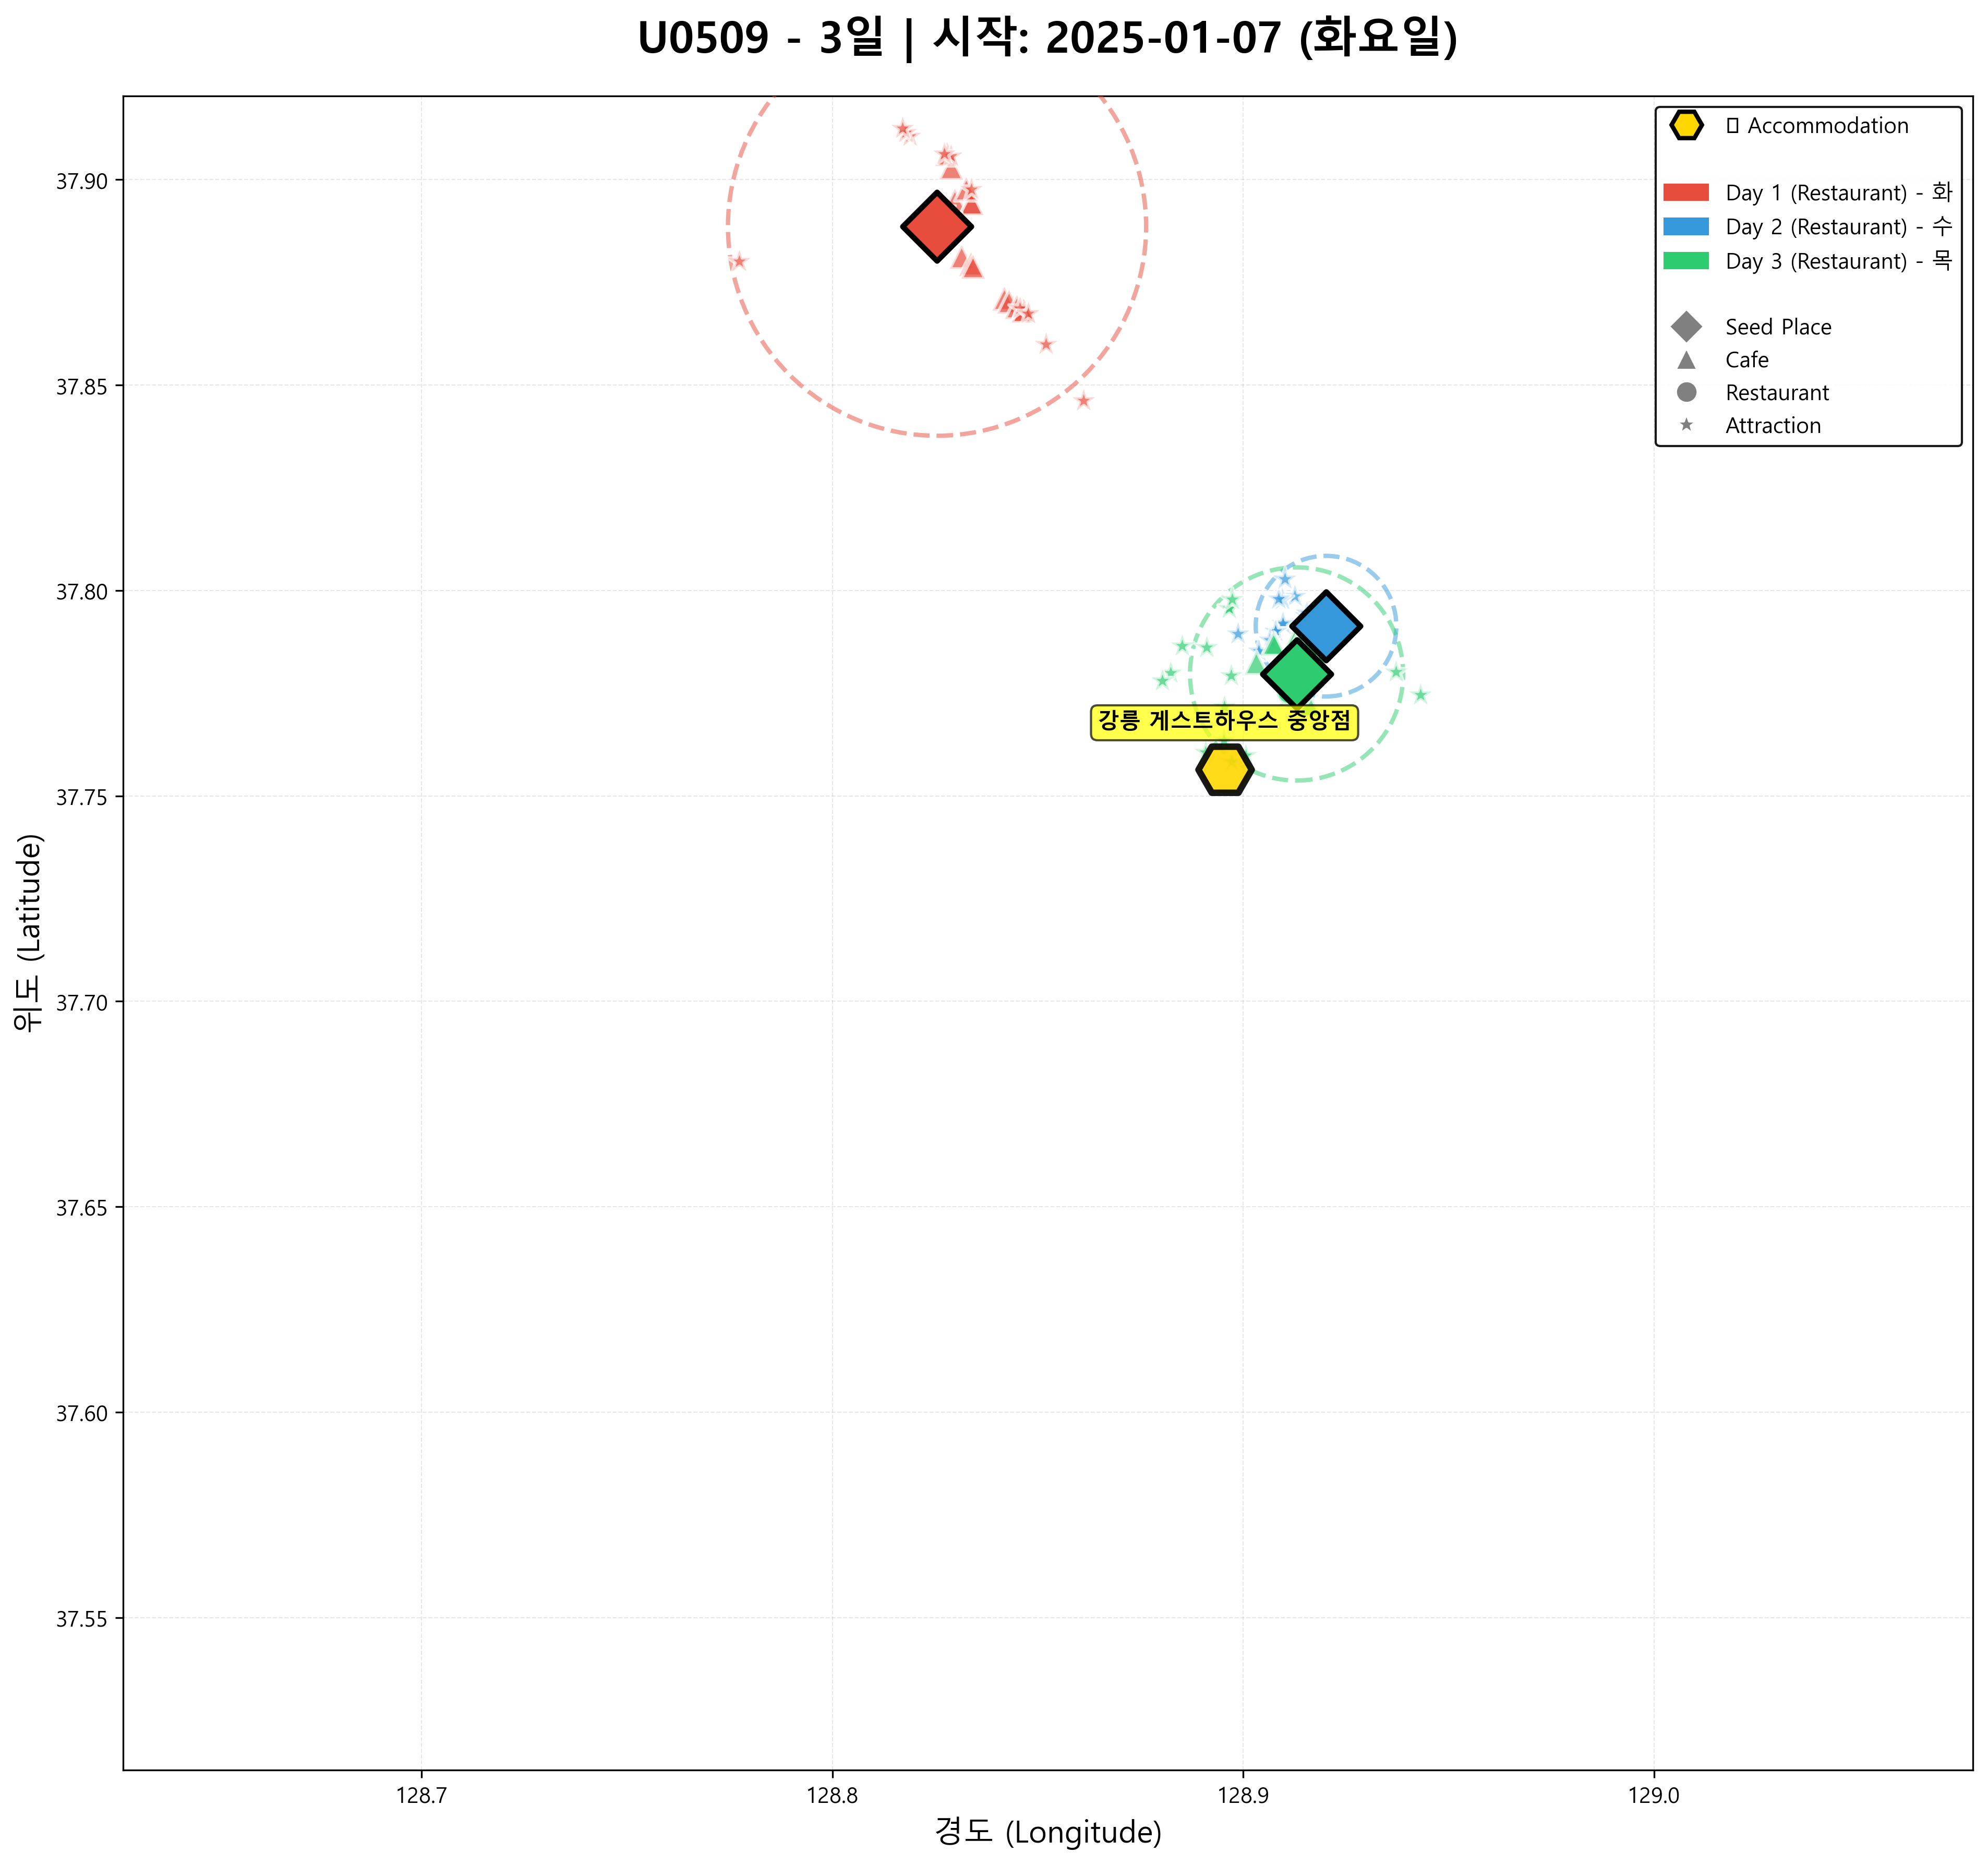 U0509 - 3일 | 시작: 2025-01-07 (화요일)
Accommodation
Day 1 (Restaurant) - 화
Day 2 (Restaurant) - 수
Day 3 (Restaurant) - 목
Seed Place
Cafe
Restaurant
Attraction
37.90
37.85
37.80
37.75
37.70
37.65
37.60
37.55
위도 (Latitude)
강릉 게스트하우스 중앙점
128.7
128.8
128.9
129.0
경도 (Longitude)